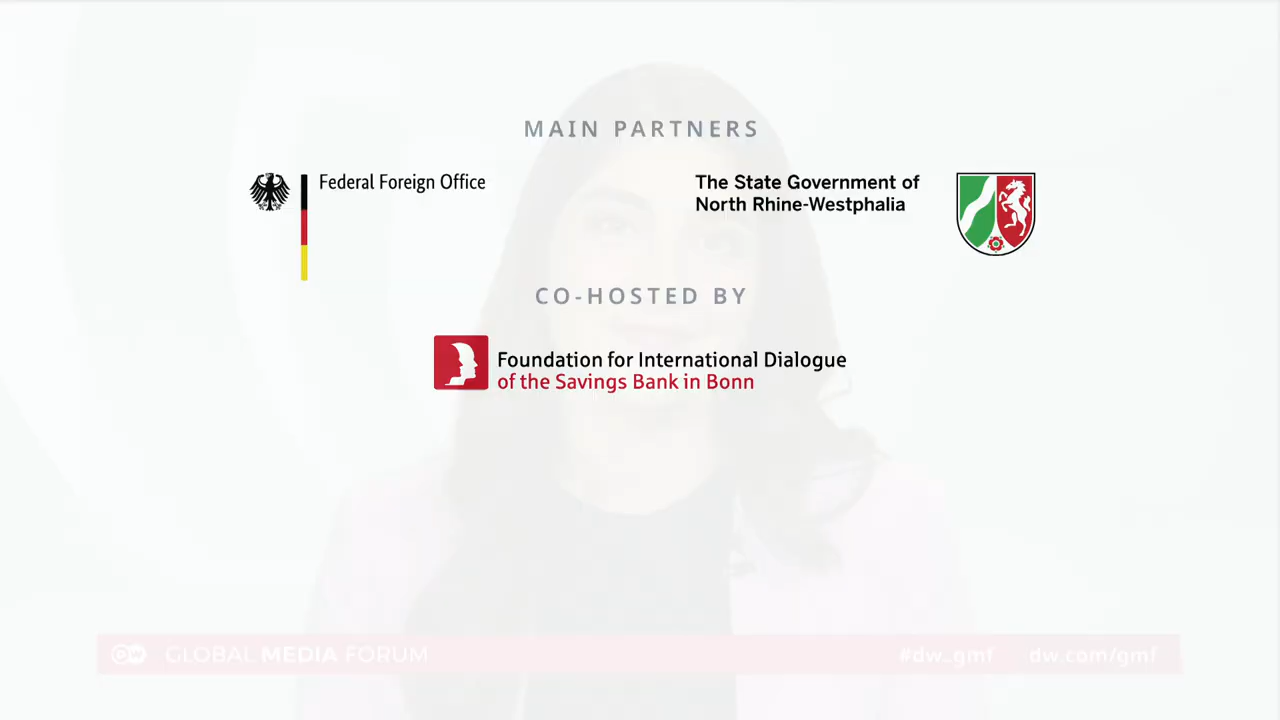 MAIN PARTNERS
Federal Foreign Office
The State Government of
North Rhine-Westphalia
CO-HOSTED BY
Foundation for International Dialogue
of the Savings Bank in Bonn
DW GLOBAL MEDIA FORUM
#dw_gmf dw.com/gmf